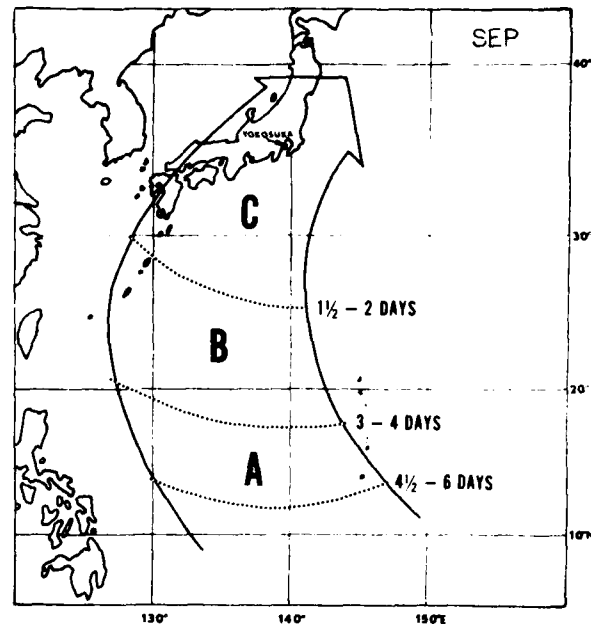 SEP
40°
YOKOSUKA
C
30°
1½ – 2 DAYS
B
20°
3 – 4 DAYS
A
4½ – 6 DAYS
10°N
130° 140° 150°E